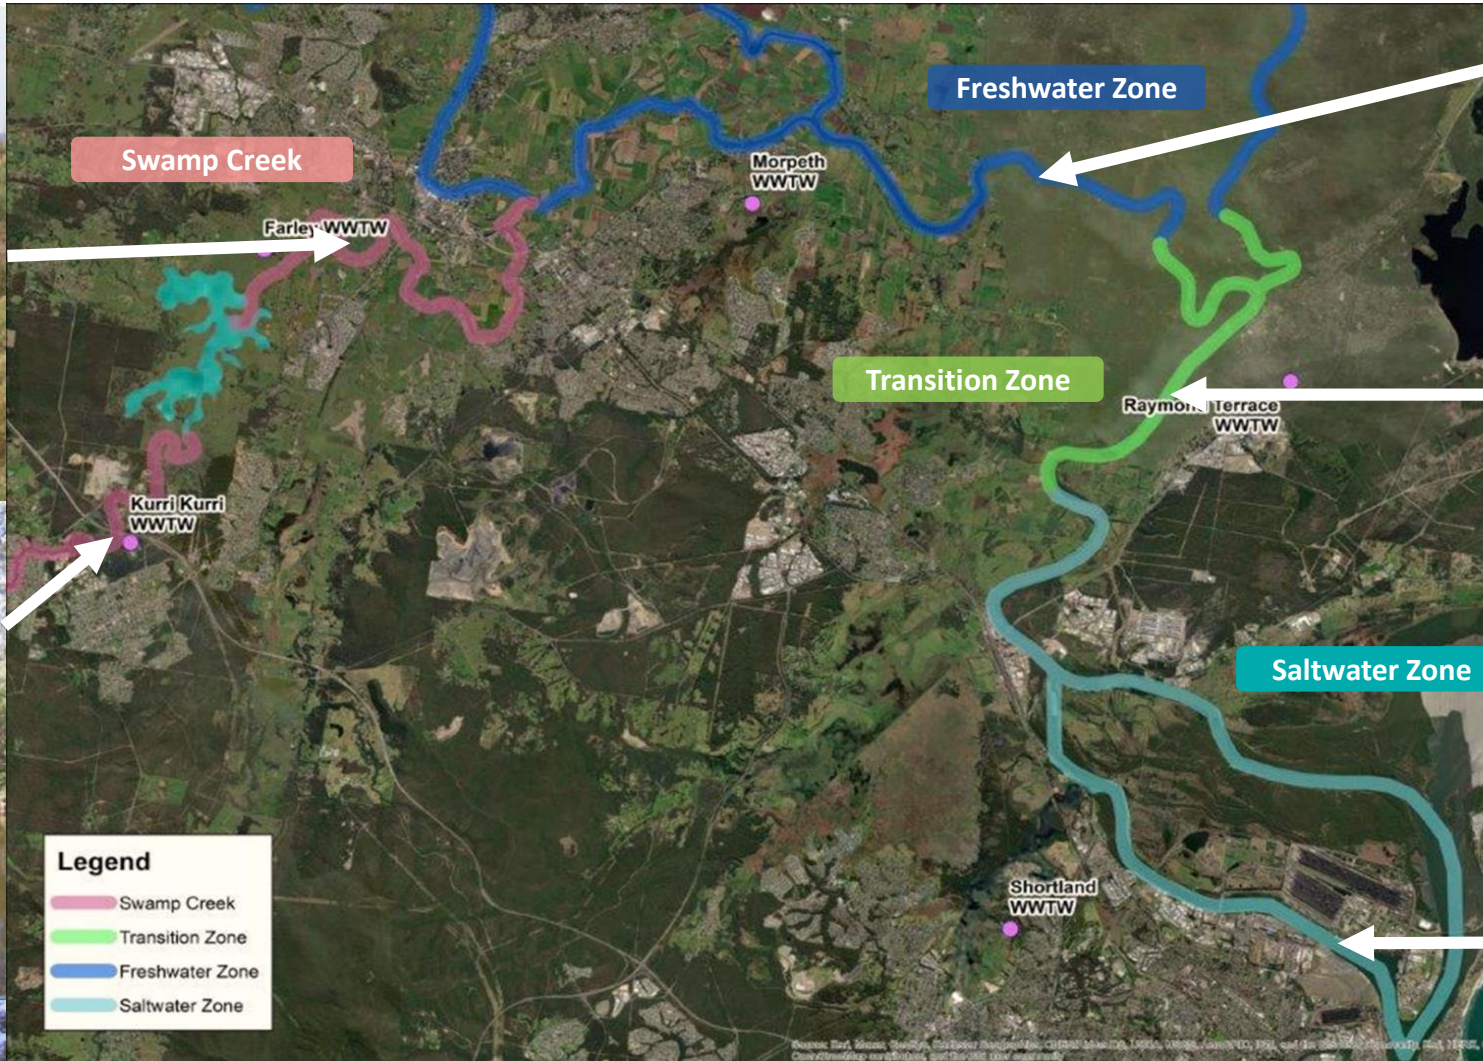 Freshwater Zone
Swamp Creek
Morpeth
WWTW
Farley WWTW
Transition Zone
Raymond Terrace
WWTW
Kurri Kurri
WWTW
Saltwater Zone
Shortland
WWTW
Legend
Swamp Creek
Transition Zone
Freshwater Zone
Saltwater Zone